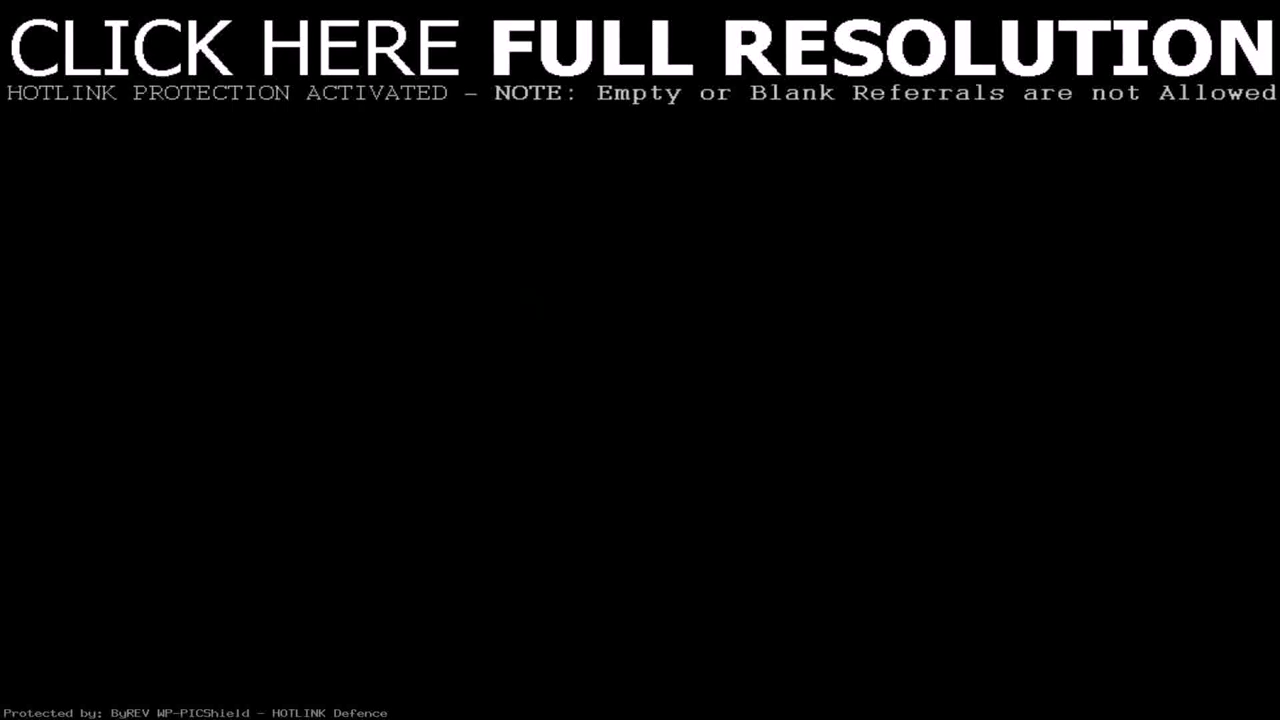 CLICK HERE FULL RESOLUTION
HOTLINK PROTECTION ACTIVATED - NOTE: Empty or Blank Referrals are not Allowed
Protected by: ByREV WP-PICShield - HOTLINK Defence